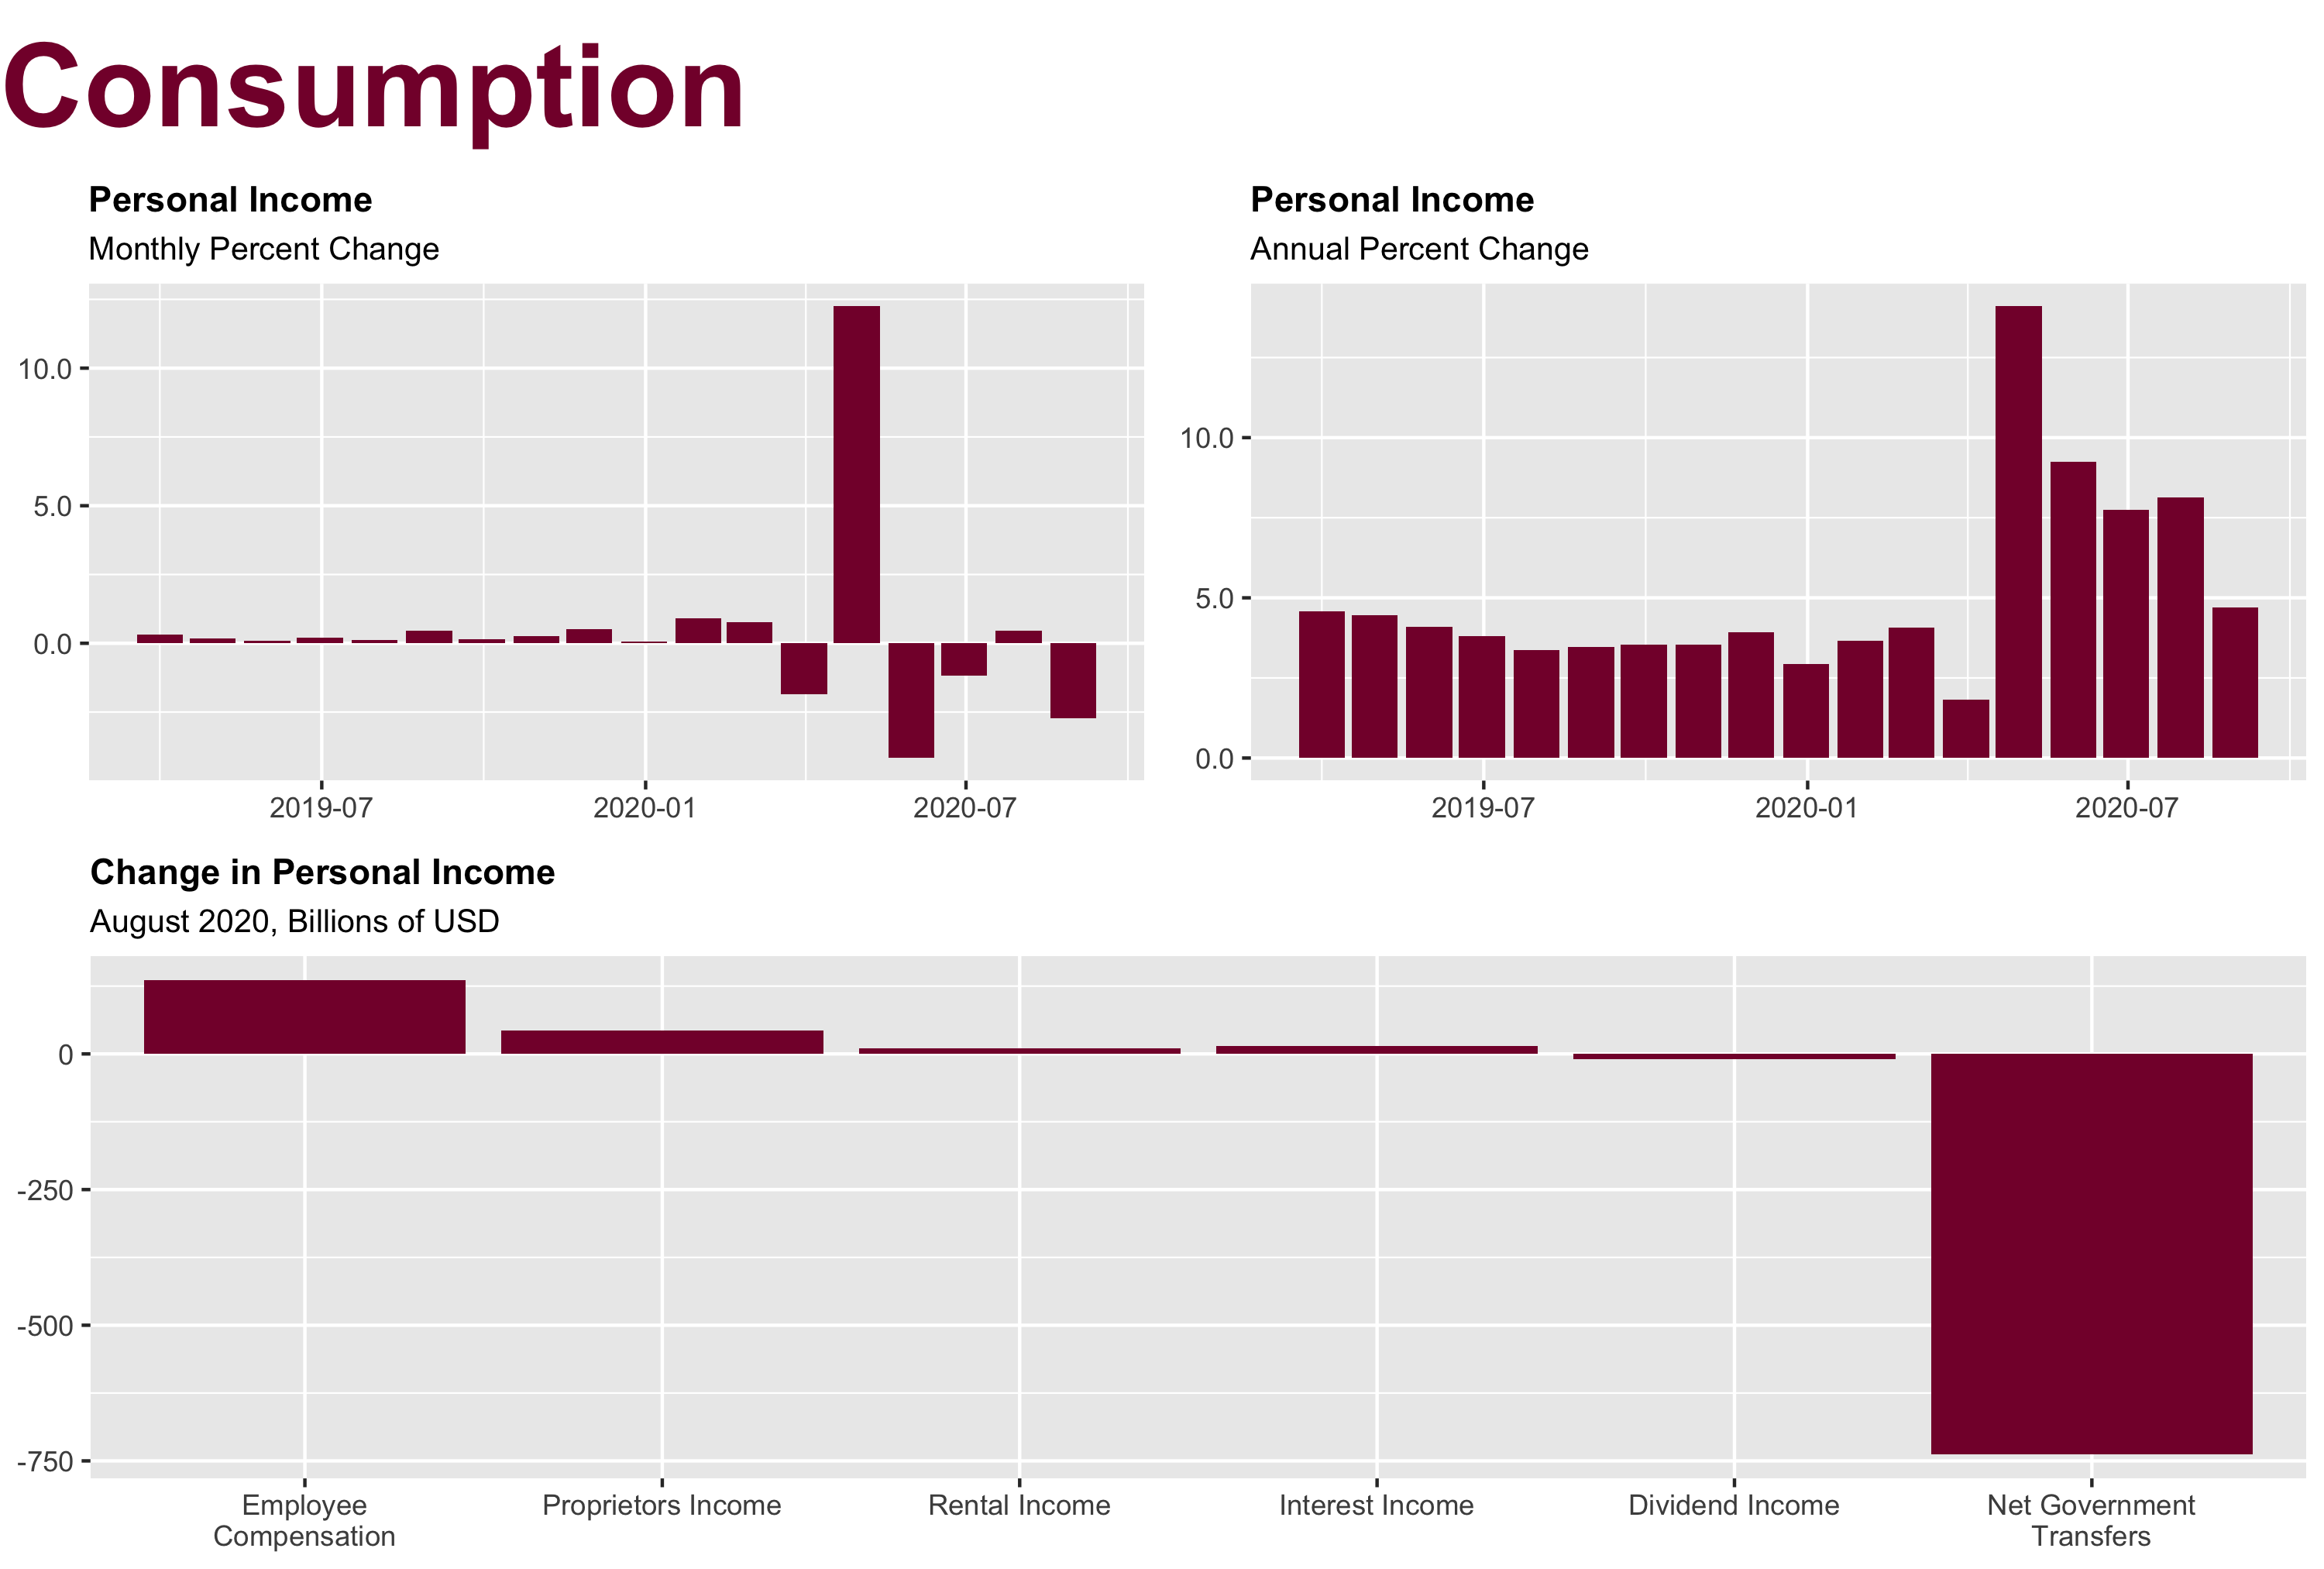 Consumption
Personal Income
Monthly Percent Change
10.0
5.0
0.0
2019-07
2020-01
2020-07
Personal Income
Annual Percent Change
10.0
5.0
0.0
2019-07
2020-01
2020-07
Change in Personal Income
August 2020, Billions of USD
0
-250
-500
-750
Employee
Compensation
Proprietors Income
Rental Income
Interest Income
Dividend Income
Net Government
Transfers